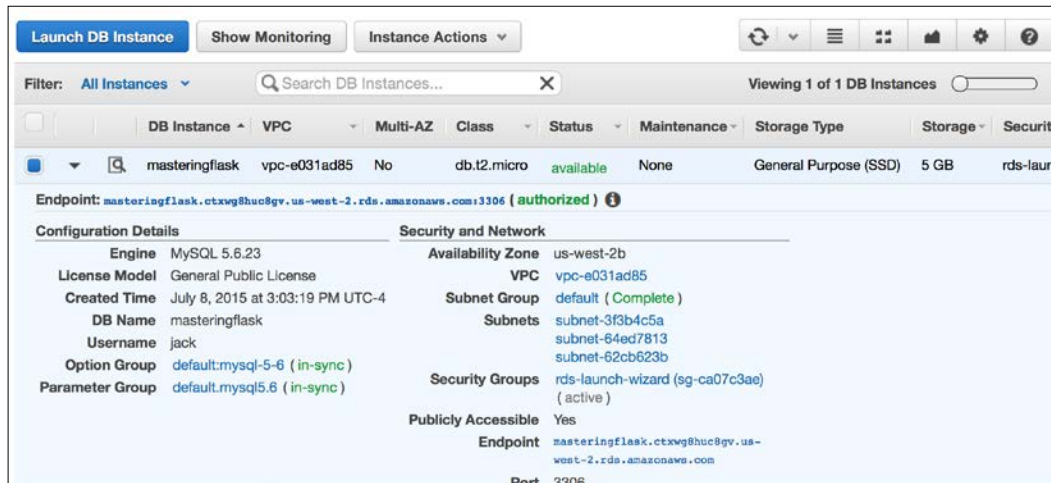 Launch DB Instance Show Monitoring Instance Actions
Filter: All Instances Search DB Instances... Viewing 1 of 1 DB Instances
DB Instance VPC Multi-AZ Class Status Maintenance Storage Type Storage Securit
masteringflask vpc-e031ad85 No db.t2.micro available None General Purpose (SSD) 5 GB rds-laur
Endpoint: masteringflask.ctxwg8huc8gv.us-west-2.rds.amazonaws.com:3306 ( authorized )
Configuration Details
Engine MySQL 5.6.23
License Model General Public License
Created Time July 8, 2015 at 3:03:19 PM UTC-4
DB Name masteringflask
Username jack
Option Group default:mysql-5-6 ( in-sync )
Parameter Group default.mysql5.6 ( in-sync )
Security and Network
Availability Zone us-west-2b
VPC vpc-e031ad85
Subnet Group default ( Complete )
Subnets subnet-3f3b4c5a
subnet-64ed7813
subnet-62cb623b
Security Groups rds-launch-wizard (sg-ca07c3ae)
( active )
Publicly Accessible Yes
Endpoint masteringflask.ctxwg8huc8gv.us-
west-2.rds.amazonaws.com
Port 3306